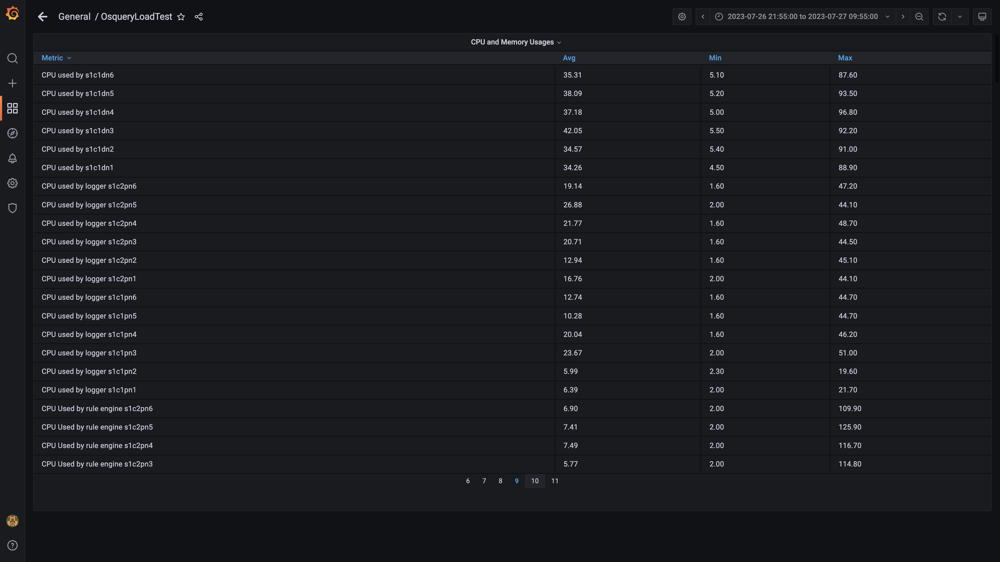 General / OsqueryLoadTest
2023-07-26 21:55:00 to 2023-07-27 09:55:00
CPU and Memory Usages
Metric Avg Min Max
CPU used by s1c1dn6 35.31 5.10 87.60
CPU used by s1c1dn5 38.09 5.20 93.50
CPU used by s1c1dn4 37.18 5.00 96.80
CPU used by s1c1dn3 42.05 5.50 92.20
CPU used by s1c1dn2 34.57 5.40 91.00
CPU used by s1c1dn1 34.26 4.50 88.90
CPU used by logger s1c2pn6 19.14 1.60 47.20
CPU used by logger s1c2pn5 26.88 2.00 44.10
CPU used by logger s1c2pn4 21.77 1.60 48.70
CPU used by logger s1c2pn3 20.71 1.60 44.50
CPU used by logger s1c2pn2 12.94 1.60 45.10
CPU used by logger s1c2pn1 16.76 2.00 44.10
CPU used by logger s1c1pn6 12.74 1.60 44.70
CPU used by logger s1c1pn5 10.28 1.60 44.70
CPU used by logger s1c1pn4 20.04 1.60 46.20
CPU used by logger s1c1pn3 23.67 2.00 51.00
CPU used by logger s1c1pn2 5.99 2.30 19.60
CPU used by logger s1c1pn1 6.39 2.00 21.70
CPU Used by rule engine s1c2pn6 6.90 2.00 109.90
CPU Used by rule engine s1c2pn5 7.41 2.00 125.90
CPU Used by rule engine s1c2pn4 7.49 2.00 116.70
CPU Used by rule engine s1c2pn3 5.77 2.00 114.80
6 7 8 9 10 11